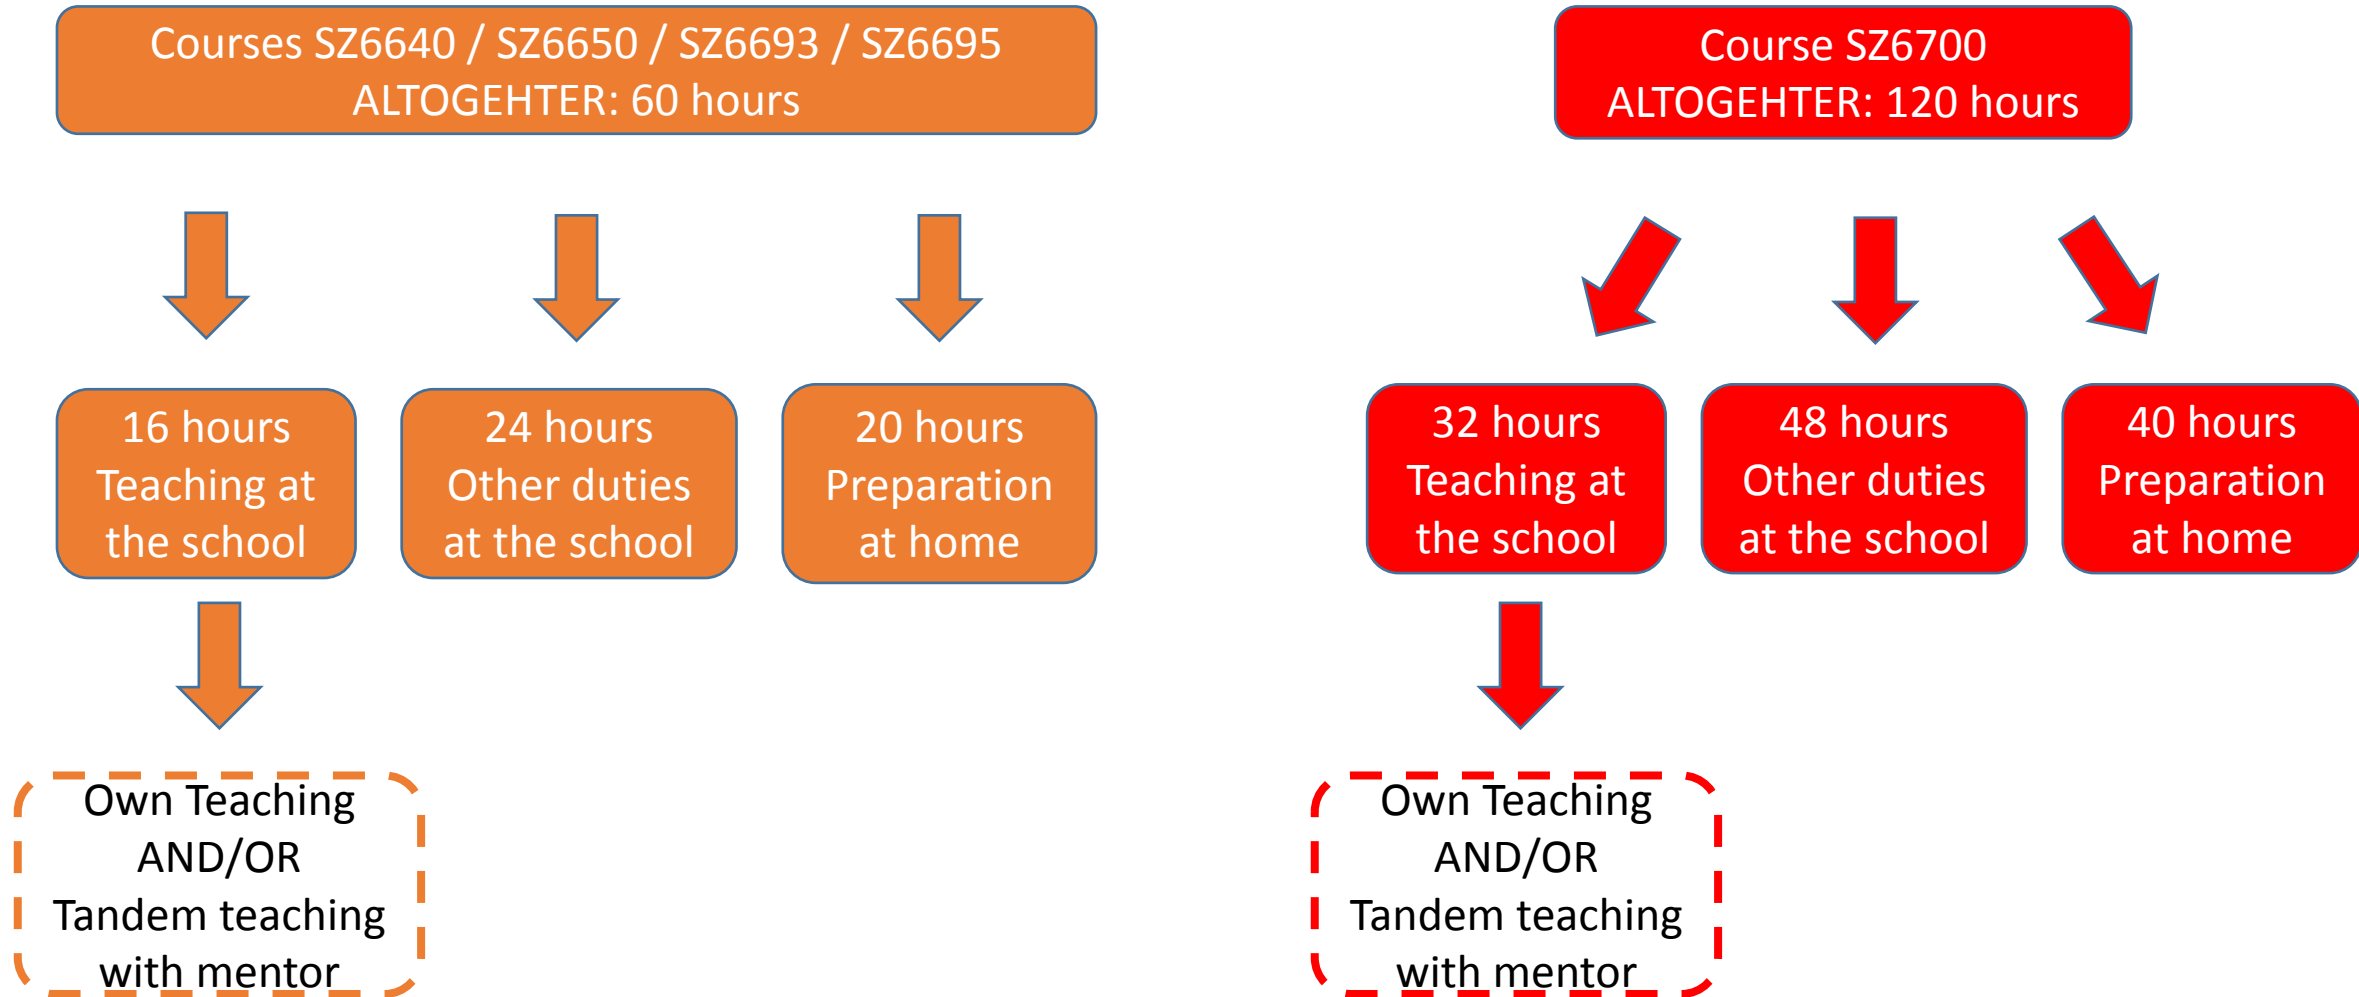 Courses SZ6640 / SZ6650 / SZ6693 / SZ6695
ALTOGEHTER: 60 hours
16 hours
Teaching at
the school
24 hours
Other duties
at the school
20 hours
Preparation
at home
Own Teaching
AND/OR
Tandem teaching
with mentor
Course SZ6700
ALTOGEHTER: 120 hours
32 hours
Teaching at
the school
48 hours
Other duties
at the school
40 hours
Preparation
at home
Own Teaching
AND/OR
Tandem teaching
with mentor